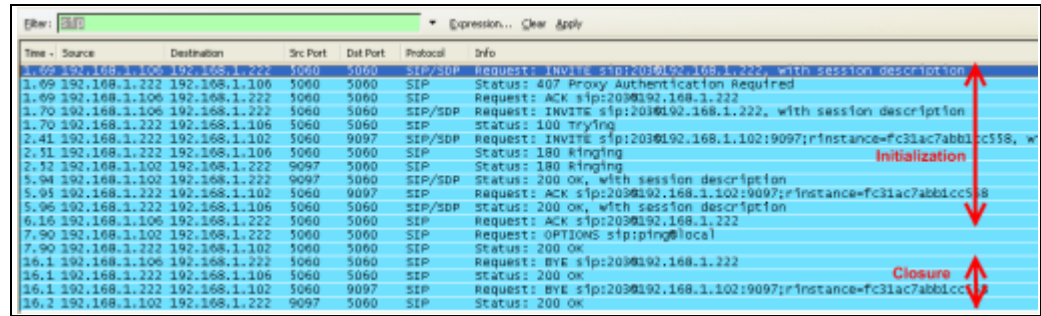 Filter: sip Expression... Clear Apply
Time Source Destination Src Port Dst Port Protocol Info
1.69 192.168.1.106 192.168.1.222 5060 5060 SIP/SDP Request: INVITE sip:203@192.168.1.222, with session description
1.69 192.168.1.222 192.168.1.106 5060 5060 SIP Status: 407 Proxy Authentication Required
1.69 192.168.1.106 192.168.1.222 5060 5060 SIP Request: ACK sip:203@192.168.1.222
1.70 192.168.1.106 192.168.1.222 5060 5060 SIP/SDP Request: INVITE sip:203@192.168.1.222, with session description
1.70 192.168.1.222 192.168.1.106 5060 5060 SIP Status: 100 Trying
2.41 192.168.1.222 192.168.1.102 5060 9097 SIP/SDP Request: INVITE sip:203@192.168.1.102:9097;rinstance=fc31ac7abb1cc558, w
2.51 192.168.1.222 192.168.1.106 5060 5060 SIP Status: 180 Ringing
Initialization
2.52 192.168.1.102 192.168.1.222 9097 5060 SIP Status: 180 Ringing
5.94 192.168.1.102 192.168.1.222 9097 5060 SIP/SDP Status: 200 OK, with session description
5.95 192.168.1.222 192.168.1.102 5060 9097 SIP Request: ACK sip:203@192.168.1.102:9097;rinstance=fc31ac7abb1cc558
5.96 192.168.1.222 192.168.1.106 5060 5060 SIP/SDP Status: 200 OK, with session description
6.16 192.168.1.106 192.168.1.222 5060 5060 SIP Request: ACK sip:203@192.168.1.222
7.90 192.168.1.102 192.168.1.222 5060 5060 SIP Request: OPTIONS sip:ping@local
7.90 192.168.1.222 192.168.1.102 5060 5060 SIP Status: 200 OK
16.1 192.168.1.106 192.168.1.222 5060 5060 SIP Request: BYE sip:203@192.168.1.222
16.1 192.168.1.222 192.168.1.106 5060 5060 SIP Status: 200 OK
Closure
16.1 192.168.1.222 192.168.1.102 5060 9097 SIP Request: BYE sip:203@192.168.1.102:9097;rinstance=fc31ac7abb1cc558
16.2 192.168.1.102 192.168.1.222 9097 5060 SIP Status: 200 OK